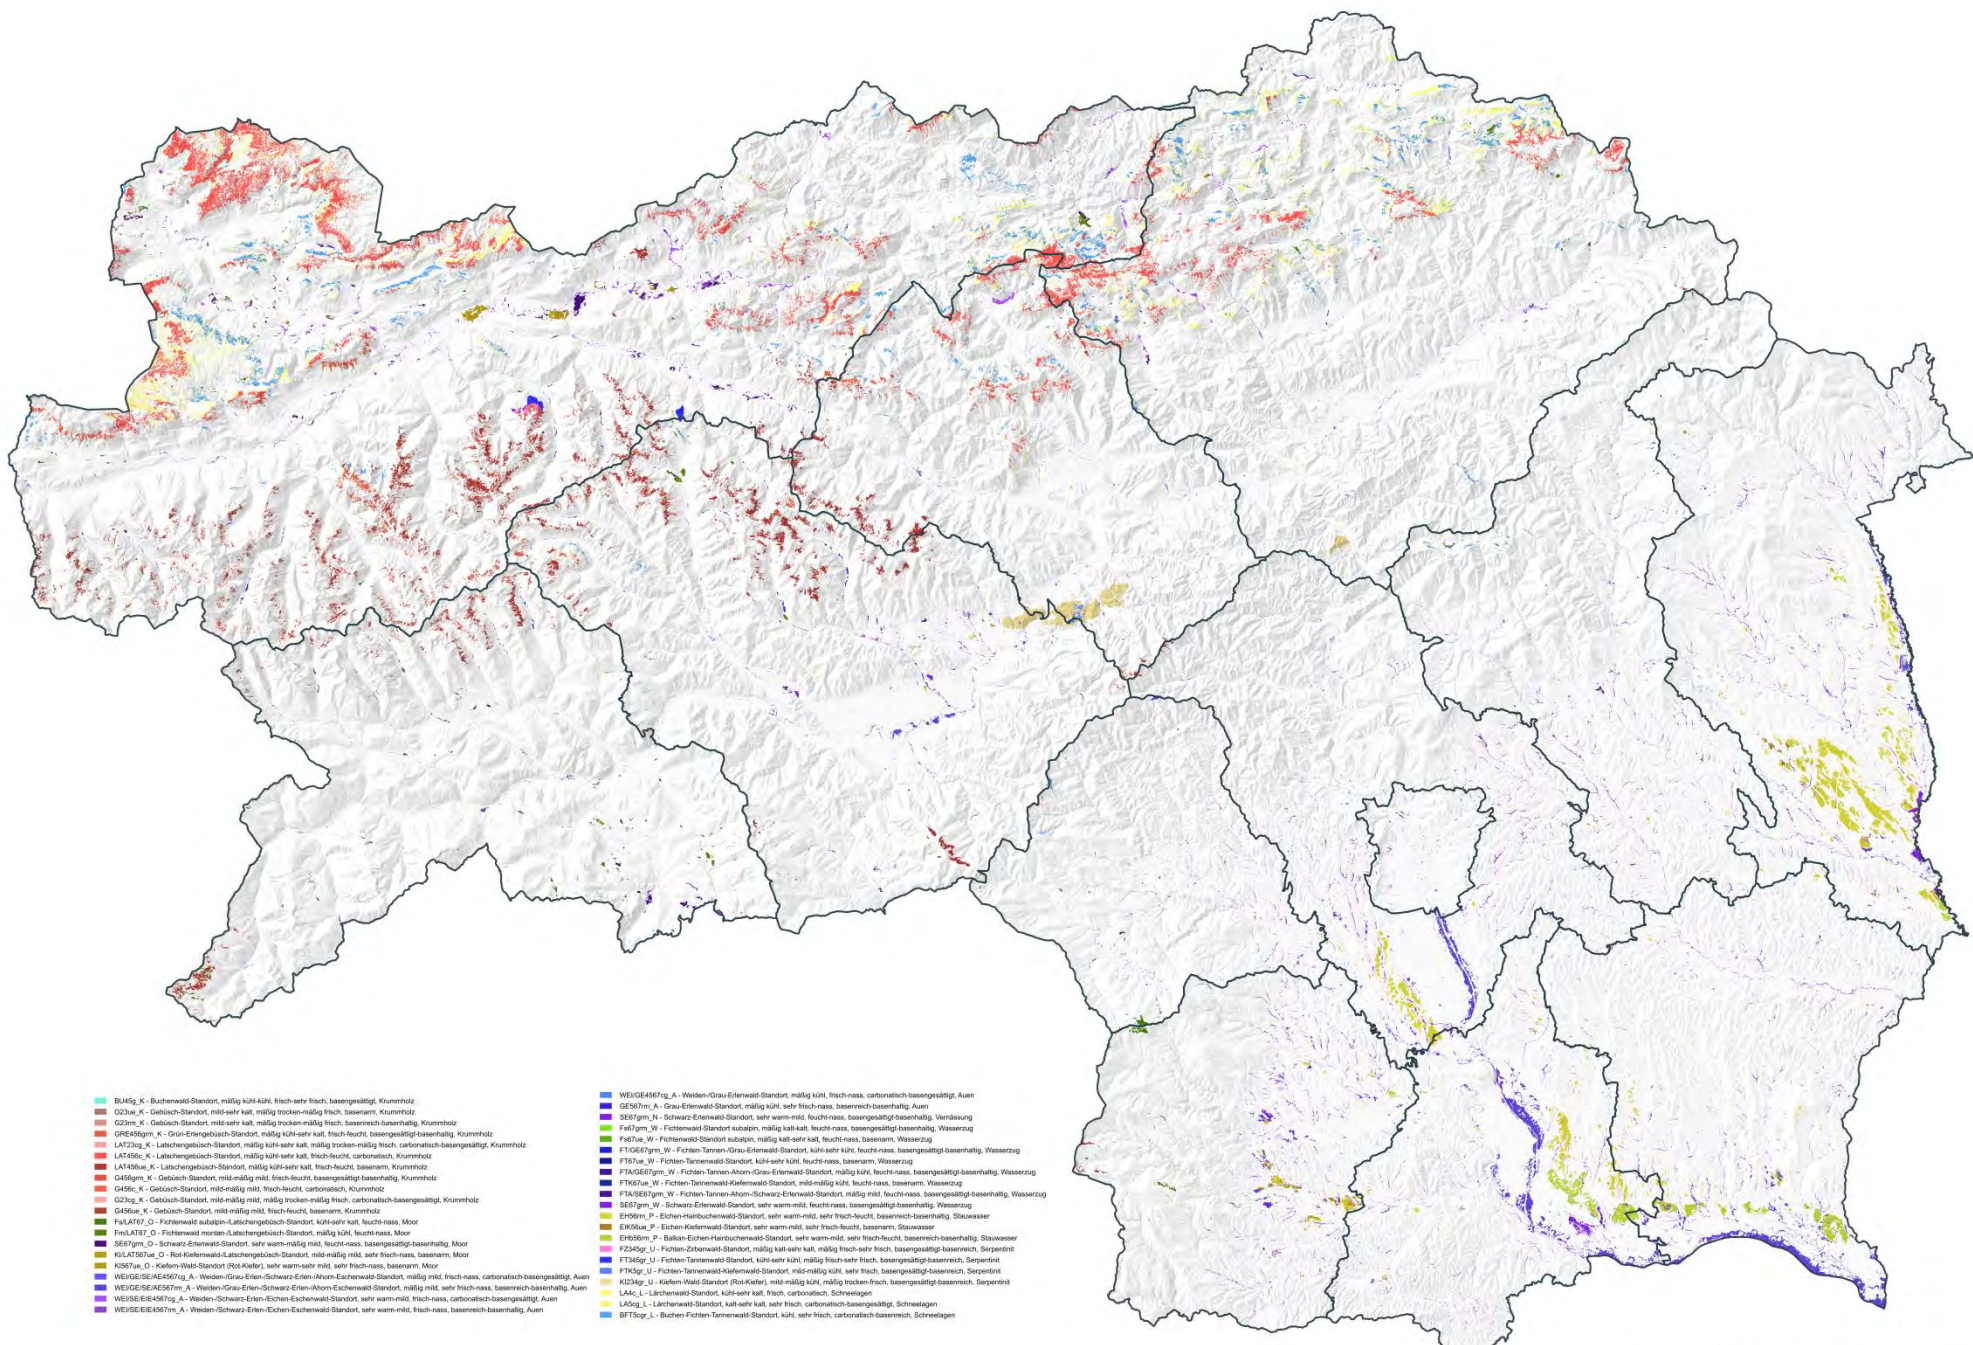 BU45g_K - Buchenwald-Standort, mäßig kühl-kühl, frisch-sehr frisch, basengesättigt, Krummholz
G23ue_K - Gebüsch-Standort, mild-sehr kalt, mäßig trocken-mäßig frisch, basenarm, Krummholz
G23rm_K - Gebüsch-Standort, mild-sehr kalt, mäßig trocken-mäßig frisch, basenreich-basenhaltig, Krummholz
GRE456grm_K - Grün-Erlengebüsch-Standort, mäßig kühl-sehr kalt, frisch-feucht, basengesättigt-basenhaltig, Krummholz
LAT23cg_K - Latschengebüsch-Standort, mäßig kühl-sehr kalt, mäßig trocken-mäßig frisch, carbonatisch-basengesättigt, Krummholz
LAT456c_K - Latschengebüsch-Standort, mäßig kühl-sehr kalt, frisch-feucht, carbonatisch, Krummholz
LAT456ue_K - Latschengebüsch-Standort, mäßig kühl-sehr kalt, frisch-feucht, basenarm, Krummholz
G456grm_K - Gebüsch-Standort, mild-mäßig mild, frisch-feucht, basengesättigt-basenhaltig, Krummholz
G456c_K - Gebüsch-Standort, mild-mäßig mild, frisch-feucht, carbonatisch, Krummholz
G23cg_K - Gebüsch-Standort, mild-mäßig mild, mäßig trocken-mäßig frisch, carbonatisch-basengesättigt, Krummholz
G456ue_K - Gebüsch-Standort, mild-mäßig mild, frisch-feucht, basenarm, Krummholz
Fs/LAT67_O - Fichtenwald subalpin-/Latschengebüsch-Standort, kühl-sehr kalt, feucht-nass, Moor
Fm/LAT67_O - Fichtenwald montan-/Latschengebüsch-Standort, mäßig kühl, feucht-nass, Moor
SE67grm_O - Schwarz-Erlenwald-Standort, sehr warm-mäßig mild, feucht-nass, basengesättigt-basenhaltig, Moor
KI/LAT567ue_O - Rot-Kiefernwald-/Latschengebüsch-Standort, mild-mäßig mild, sehr frisch-nass, basenarm, Moor
KI567ue_O - Kiefern-Wald-Standort (Rot-Kiefer), sehr warm-sehr mild, sehr frisch-nass, basenarm, Moor
WEI/GE/SE/AE4567cg_A - Weiden-/Grau-Erlen-/Schwarz-Erlen-/Ahorn-Eschenwald-Standort, mäßig mild, frisch-nass, carbonatisch-basengesättigt, Auen
WEI/GE/SE/AE567rm_A - Weiden-/Grau-Erlen-/Schwarz-Erlen-/Ahorn-Eschenwald-Standort, mäßig mild, sehr frisch-nass, basenreich-basenhaltig, Auen
WEI/SE/EIE4567cg_A - Weiden-/Schwarz-Erlen-/Eichen-Eschenwald-Standort, sehr warm-mild, frisch-nass, carbonatisch-basengesättigt, Auen
WEI/SE/EIE4567rm_A - Weiden-/Schwarz-Erlen-/Eichen-Eschenwald-Standort, sehr warm-mild, frisch-nass, basenreich-basenhaltig, Auen
WEI/GE4567cg_A - Weiden-/Grau-Erlenwald-Standort, mäßig kühl, frisch-nass, carbonatisch-basengesättigt, Auen
GE567rm_A - Grau-Erlenwald-Standort, mäßig kühl, sehr frisch-nass, basenreich-basenhaltig, Auen
SE67grm_N - Schwarz-Erlenwald-Standort, sehr warm-mild, feucht-nass, basengesättigt-basenhaltig, Vernässung
Fs67grm_W - Fichtenwald-Standort subalpin, mäßig kalt-kalt, feucht-nass, basengesättigt-basenhaltig, Wasserzug
Fs67ue_W - Fichtenwald-Standort subalpin, mäßig kalt-sehr kalt, feucht-nass, basenarm, Wasserzug
FT/GE67grm_W - Fichten-Tannen-/Grau-Erlenwald-Standort, kühl-sehr kühl, feucht-nass, basengesättigt-basenhaltig, Wasserzug
FT67ue_W - Fichten-Tannenwald-Standort, kühl-sehr kühl, feucht-nass, basenarm, Wasserzug
FTA/GE67grm_W - Fichten-Tannen-Ahorn-/Grau-Erlenwald-Standort, mäßig kühl, feucht-nass, basengesättigt-basenhaltig, Wasserzug
FTK67ue_W - Fichten-Tannen-Kiefernwald-Standort, mild-mäßig kühl, feucht-nass, basenarm, Wasserzug
FTA/SE67grm_W - Fichten-Tannen-Ahorn-/Schwarz-Erlenwald-Standort, mäßig mild, feucht-nass, basengesättigt-basenhaltig, Wasserzug
SE67grm_W - Schwarz-Erlenwald-Standort, sehr warm-mild, feucht-nass, basengesättigt-basenhaltig, Wasserzug
EH56rm_P - Eichen-Hainbuchenwald-Standort, sehr warm-mild, sehr frisch-feucht, basenreich-basenhaltig, Stauwasser
EIK56ue_P - Eichen-Kiefernwald-Standort, sehr warm-mild, sehr frisch-feucht, basenarm, Stauwasser
EHb56rm_P - Balkan-Eichen-Hainbuchenwald-Standort, sehr warm-mild, sehr frisch-feucht, basenreich-basenhaltig, Stauwasser
FZ345gr_U - Fichten-Zirbenwald-Standort, mäßig kalt-sehr kalt, mäßig frisch-sehr frisch, basengesättigt-basenreich, Serpentinit
FT345gr_U - Fichten-Tannenwald-Standort, kühl-sehr kühl, mäßig frisch-sehr frisch, basengesättigt-basenreich, Serpentinit
FTK5gr_U - Fichten-Tannenwald-Kiefernwald-Standort, mild-mäßig kühl, sehr frisch, basengesättigt-basenreich, Serpentinit
KI234gr_U - Kiefern-Wald-Standort (Rot-Kiefer), mild-mäßig kühl, mäßig trocken-frisch, basengesättigt-basenreich, Serpentinit
LA4c_L - Lärchenwald-Standort, kühl-sehr kalt, frisch, carbonatisch, Schneelagen
LA5cg_L - Lärchenwald-Standort, kalt-sehr kalt, sehr frisch, carbonatisch-basengesättigt, Schneelagen
BFT5cgr_L - Buchen-Fichten-Tannenwald-Standort, kühl, sehr frisch, carbonatisch-basenreich, Schneelagen